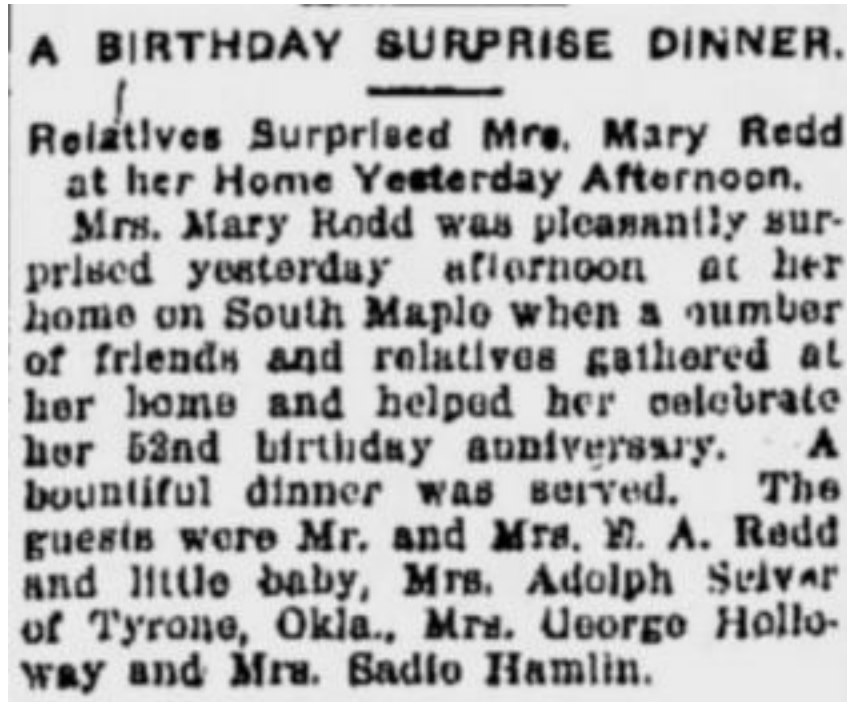 A BIRTHDAY SURPRISE DINNER.
Relatives Surprised Mrs. Mary Redd
at her Home Yesterday Afternoon.
Mrs. Mary Redd was pleasantly sur-
prised yesterday afternoon at her
home on South Maple when a number
of friends and relatives gathered at
her home and helped her celebrate
her 52nd birthday anniversary. A
bountiful dinner was served. The
guests were Mr. and Mrs. E. A. Redd
and little baby, Mrs. Adolph
of Tyrone, Okla., Mrs. George Hollo-
way and Mrs. Sadie Hamlin.